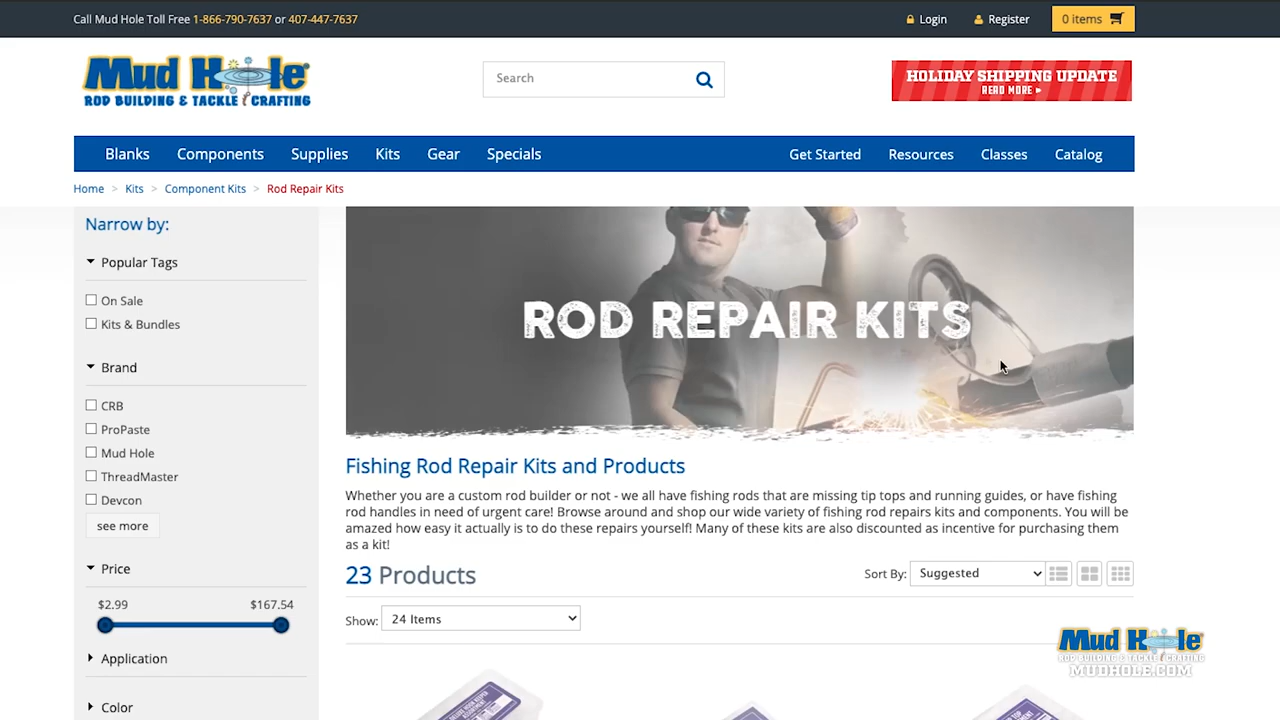 Call Mud Hole Toll Free 1-866-790-7637 or 407-447-7637
Login
Register
0 items
Mud Hole
ROD BUILDING & TACKLE CRAFTING
Search
HOLIDAY SHIPPING UPDATE
READ MORE
Blanks
Components
Supplies
Kits
Gear
Specials
Get Started
Resources
Classes
Catalog
Home > Kits > Component Kits > Rod Repair Kits
Narrow by:
Popular Tags
On Sale
Kits & Bundles
Brand
CRB
ProPaste
Mud Hole
ThreadMaster
Devcon
see more
Price
$2.99 $167.54
Application
Color
ROD REPAIR KITS
Fishing Rod Repair Kits and Products
Whether you are a custom rod builder or not - we all have fishing rods that are missing tip tops and running guides, or have fishing
rod handles in need of urgent care! Browse around and shop our wide variety of fishing rod repairs kits and components. You will be
amazed how easy it actually is to do these repairs yourself! Many of these kits are also discounted as incentive for purchasing them
as a kit!
23 Products
Sort By: Suggested
Show: 24 Items
Mud Hole
ROD BUILDING & TACKLE CRAFTING
MUDHOLE.COM